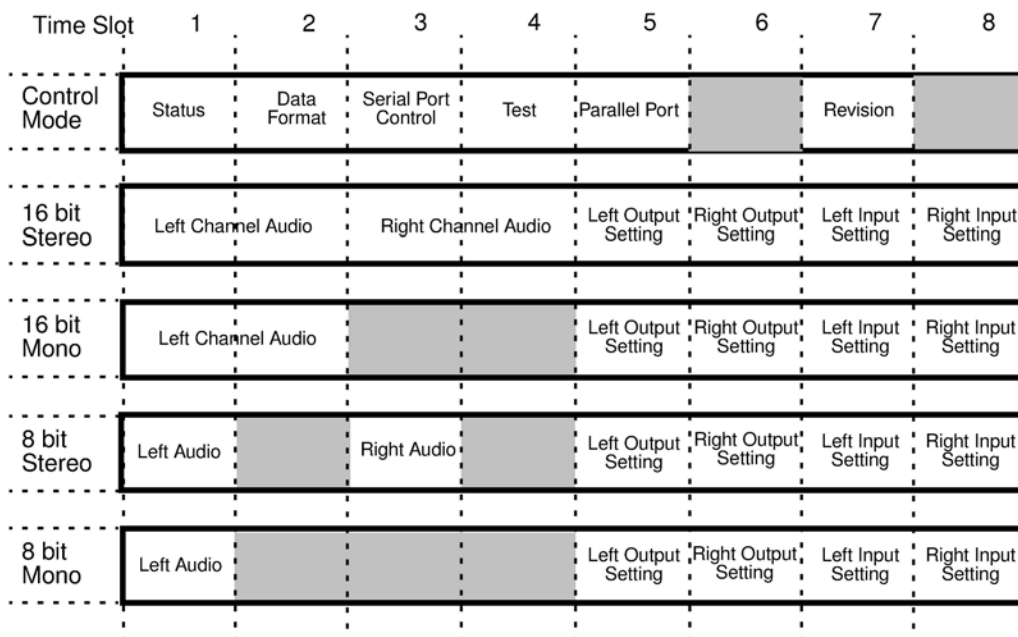 Time Slot 1 2 3 4 5 6 7 8
Control Mode
Status
Data Format
Serial Port Control
Test
Parallel Port
Revision
16 bit Stereo
Left Channel Audio
Right Channel Audio
Left Output Setting
Right Output Setting
Left Input Setting
Right Input Setting
16 bit Mono
Left Channel Audio
Left Output Setting
Right Output Setting
Left Input Setting
Right Input Setting
8 bit Stereo
Left Audio
Right Audio
Left Output Setting
Right Output Setting
Left Input Setting
Right Input Setting
8 bit Mono
Left Audio
Left Output Setting
Right Output Setting
Left Input Setting
Right Input Setting